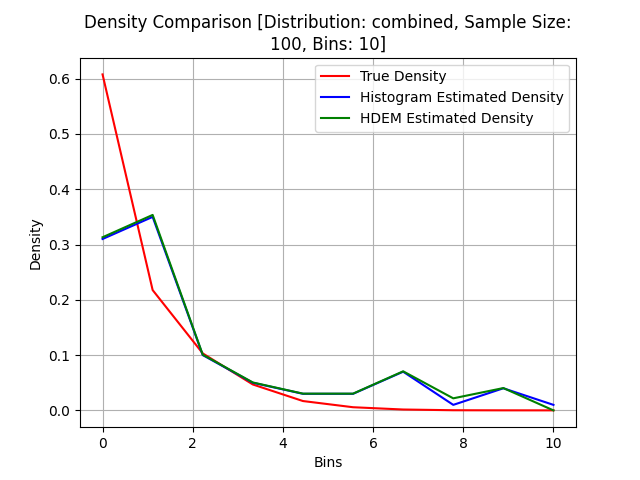 Density Comparison [Distribution: combined, Sample Size:
100, Bins: 10]
True Density
Histogram Estimated Density
HDEM Estimated Density
Density
0.6
0.5
0.4
0.3
0.2
0.1
0.0
0 2 4 6 8 10
Bins